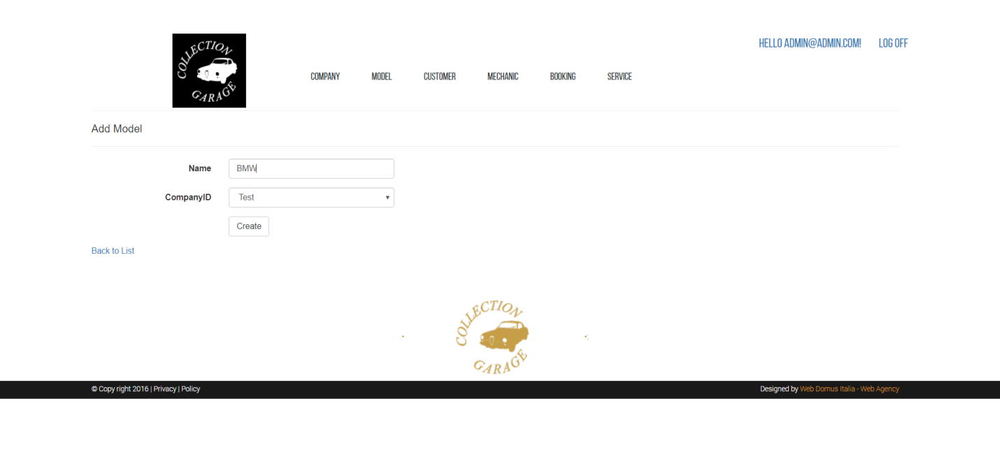 HELLO ADMIN@ADMIN.COM! LOG OFF
COLLECTION
GARAGE
COMPANY MODEL CUSTOMER MECHANIC BOOKING SERVICE
Add Model
Name BMW
CompanyID Test
Create
Back to List
COLLECTION
GARAGE
© Copy right 2016 | Privacy | Policy Designed by Web Domus Italia - Web Agency